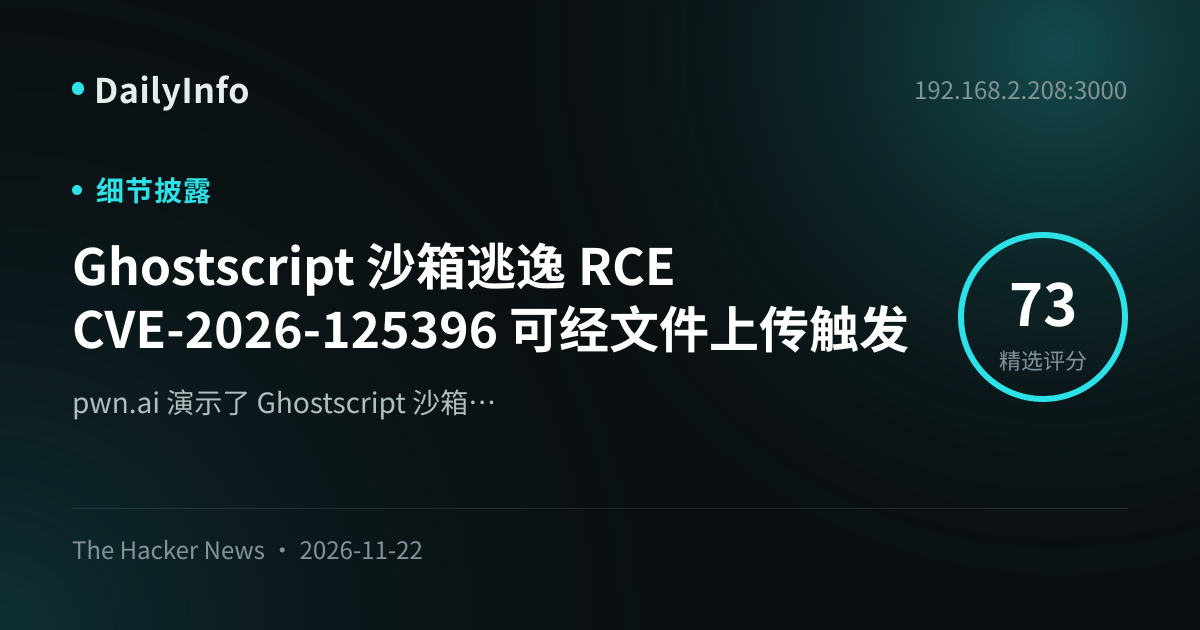 DailyInfo
192.168.2.208:3000
细节披露
Ghostscript 沙箱逃逸 RCE
CVE-2026-125396 可经文件上传触发
73
精选评分
pwn.ai 演示了 Ghostscript 沙箱…
The Hacker News · 2026-11-22